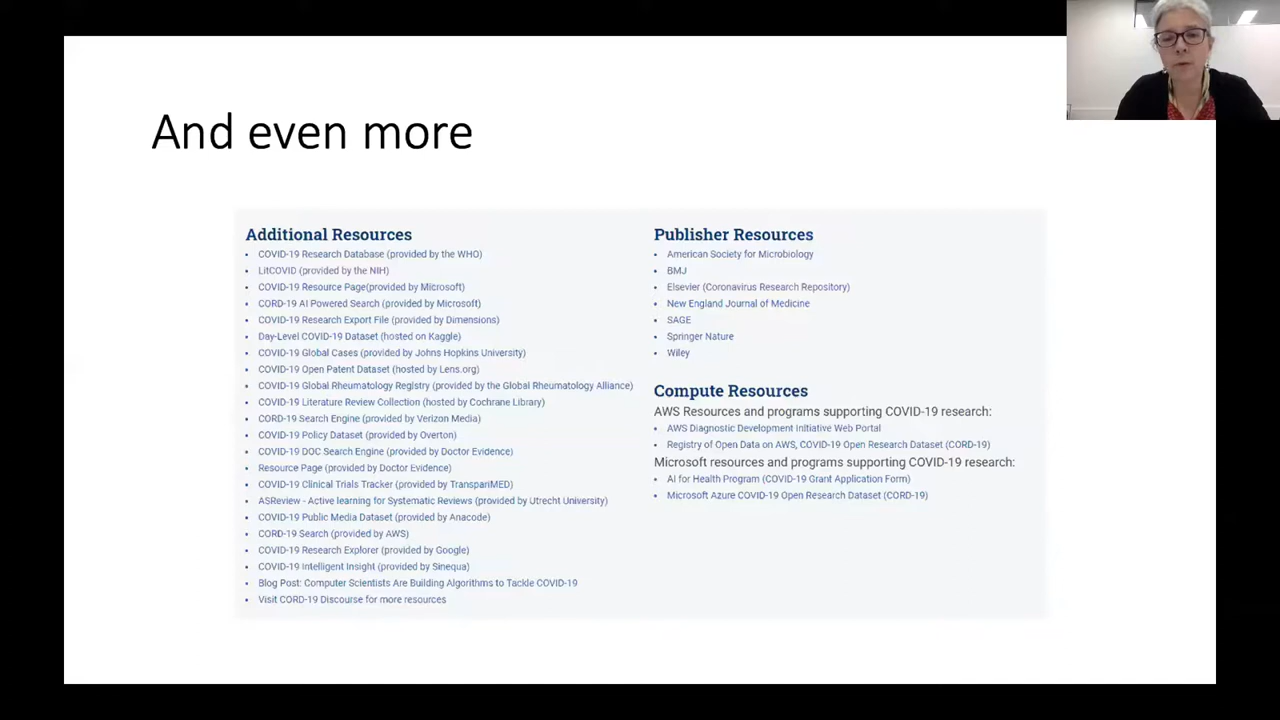 And even more
Additional Resources
COVID-19 Research Database (provided by the WHO)
LitCOVID (provided by the NIH)
COVID-19 Resource Page(provided by Microsoft)
CORD-19 AI Powered Search (provided by Microsoft)
COVID-19 Research Export File (provided by Dimensions)
Day-Level COVID-19 Dataset (hosted on Kaggle)
COVID-19 Global Cases (provided by Johns Hopkins University)
COVID-19 Open Patent Dataset (hosted by Lens.org)
COVID-19 Global Rheumatology Registry (provided by the Global Rheumatology Alliance)
COVID-19 Literature Review Collection (hosted by Cochrane Library)
CORD-19 Search Engine (provided by Verizon Media)
COVID-19 Policy Dataset (provided by Overton)
COVID-19 DOC Search Engine (provided by Doctor Evidence)
Resource Page (provided by Doctor Evidence)
COVID-19 Clinical Trials Tracker (provided by TranspariMED)
ASReview - Active learning for Systematic Reviews (provided by Utrecht University)
COVID-19 Public Media Dataset (provided by Anacode)
CORD-19 Search (provided by AWS)
COVID-19 Research Explorer (provided by Google)
COVID-19 Intelligent Insight (provided by Sinequa)
Blog Post: Computer Scientists Are Building Algorithms to Tackle COVID-19
Visit CORD-19 Discourse for more resources
Publisher Resources
American Society for Microbiology
BMJ
Elsevier (Coronavirus Research Repository)
New England Journal of Medicine
SAGE
Springer Nature
Wiley
Compute Resources
AWS Resources and programs supporting COVID-19 research:
AWS Diagnostic Development Initiative Web Portal
Registry of Open Data on AWS, COVID-19 Open Research Dataset (CORD-19)
Microsoft resources and programs supporting COVID-19 research:
AI for Health Program (COVID-19 Grant Application Form)
Microsoft Azure COVID-19 Open Research Dataset (CORD-19)